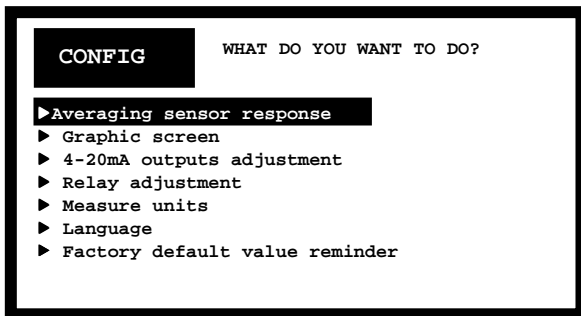 CONFIG
WHAT DO YOU WANT TO DO?
Averaging sensor response
Graphic screen
4-20mA outputs adjustment
Relay adjustment
Measure units
Language
Factory default value reminder